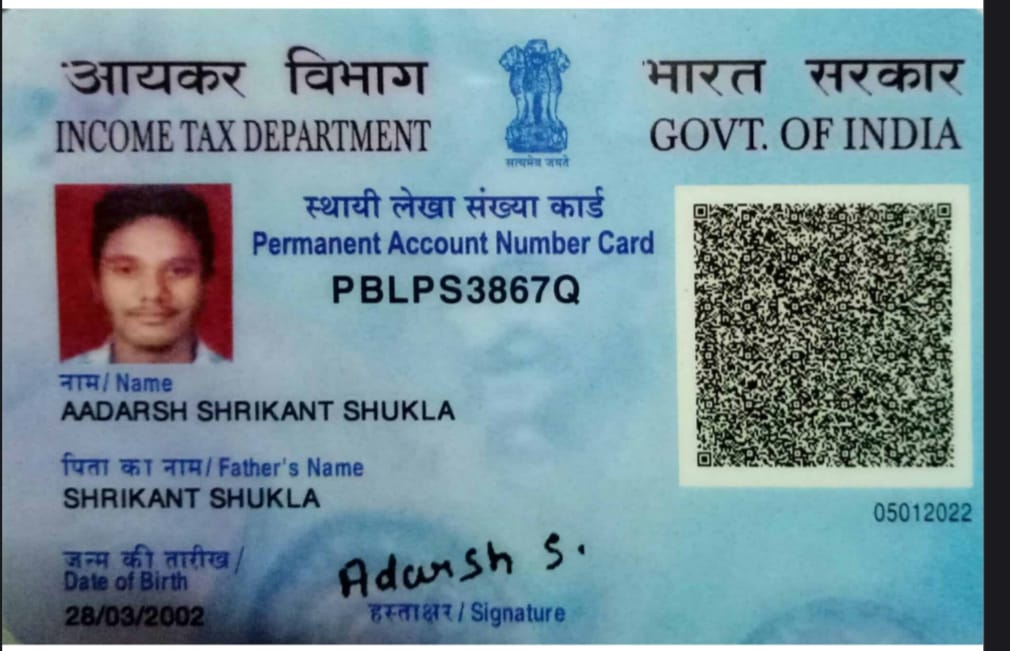 आयकर विभाग
INCOME TAX DEPARTMENT
सत्यमेव जयते
भारत सरकार
GOVT. OF INDIA
स्थायी लेखा संख्या कार्ड
Permanent Account Number Card
PBLPS3867Q
नाम / Name
AADARSH SHRIKANT SHUKLA
पिता का नाम / Father's Name
SHRIKANT SHUKLA
05012022
जन्म की तारीख /
Date of Birth
28/03/2002
Adarsh S.
हस्ताक्षर / Signature